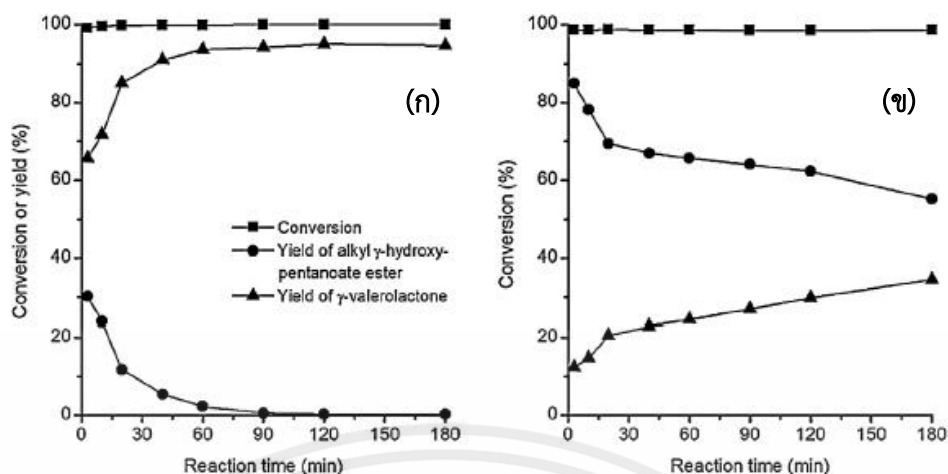 100
80
60
40
20
0
Conversion or yield (%)
(ก)
Conversion
Yield of alkyl γ-hydroxy-
pentanoate ester
Yield of γ-valerolactone
0 30 60 90 120 150 180
Reaction time (min)
100
80
60
40
20
0
Conversion (%)
(ข)
0 30 60 90 120 150 180
Reaction time (min)